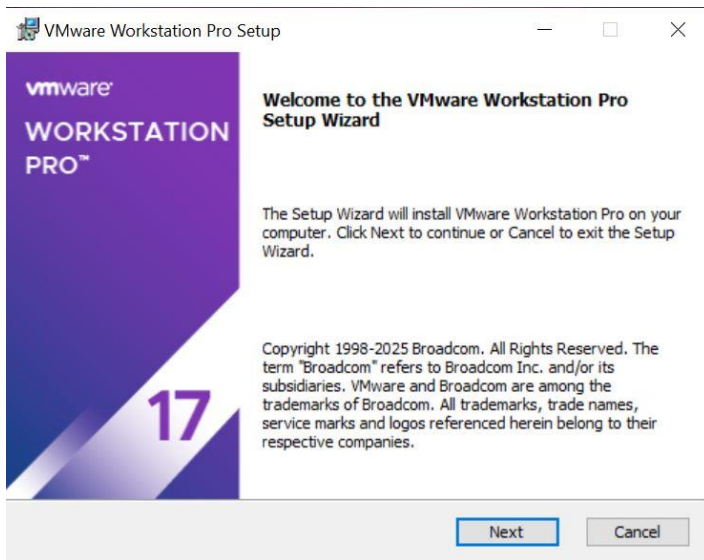 VMware Workstation Pro Setup
vmware®
WORKSTATION
PRO™
17
Welcome to the VMware Workstation Pro
Setup Wizard
The Setup Wizard will install VMware Workstation Pro on your
computer. Click Next to continue or Cancel to exit the Setup
Wizard.
Copyright 1998-2025 Broadcom. All Rights Reserved. The
term "Broadcom" refers to Broadcom Inc. and/or its
subsidiaries. VMware and Broadcom are among the
trademarks of Broadcom. All trademarks, trade names,
service marks and logos referenced herein belong to their
respective companies.
Next
Cancel